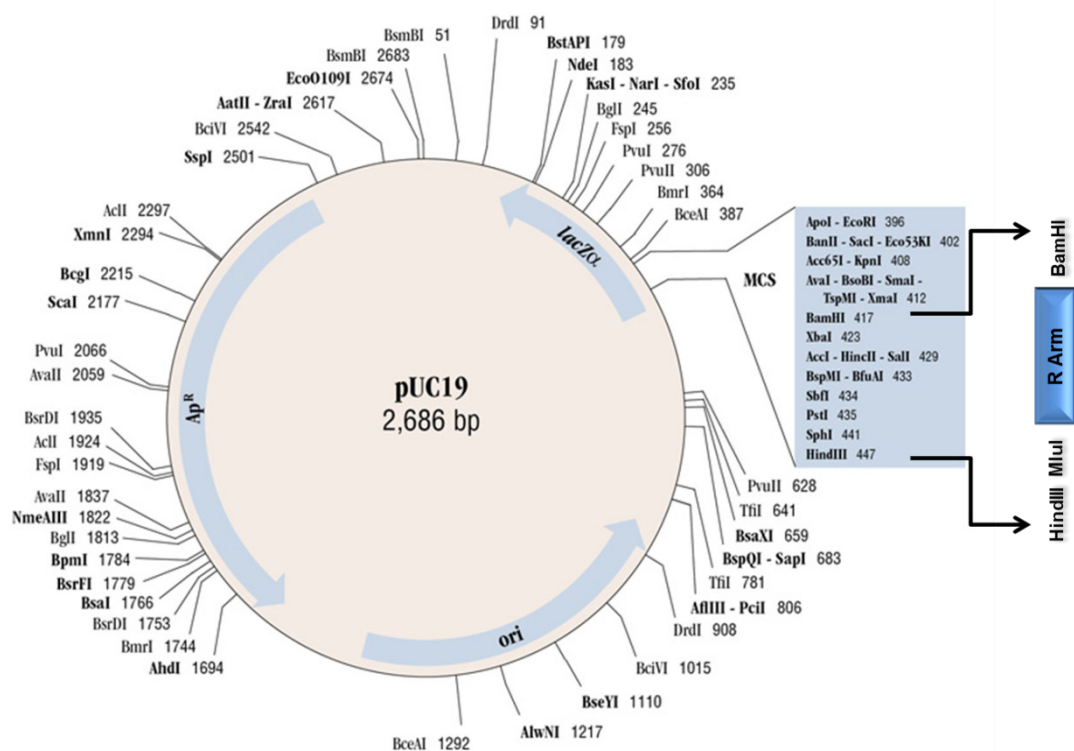 BsmBI 51
BsmBI 2683
EcoO109I 2674
AatII - ZraI 2617
BciVI 2542
SspI 2501
AclI 2297
XmnI 2294
BcgI 2215
ScaI 2177
PvuI 2066
AvaII 2059
BsrDI 1935
AclI 1924
FspI 1919
AvaII 1837
NmeAIII 1822
BglI 1813
BpmI 1784
BsrFI 1779
BsaI 1766
BsrDI 1753
BmrI 1744
AhdI 1694
DrdI 91
BstAPI 179
NdeI 183
KasI - NarI - SfoI 235
BglI 245
FspI 256
PvuI 276
PvuII 306
BmrI 364
BceAI 387
lacZα
MCS
ApoI - EcoRI 396
BanII - SacI - Eco53KI 402
Acc65I - KpnI 408
AvaI - BsoBI - SmaI -
TspMI - XmaI 412
BamHI 417
XbaI 423
AccI - HincII - SalI 429
BspMI - BfuAI 433
SbfI 434
PstI 435
SphI 441
HindIII 447
BamHI
R Arm
HindIII MluI
ApR
pUC19
2,686 bp
ori
PvuII 628
TfiI 641
BsaXI 659
BspQI - SapI 683
TfiI 781
AflIII - PciI 806
DrdI 908
BciVI 1015
BseYI 1110
AlwNI 1217
BceAI 1292